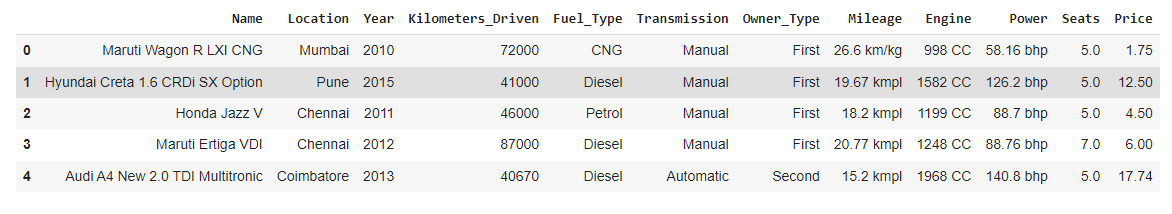 Name Location Year Kilometers_Driven Fuel_Type Transmission Owner_Type Mileage Engine Power Seats Price
0 Maruti Wagon R LXI CNG Mumbai 2010 72000 CNG Manual First 26.6 km/kg 998 CC 58.16 bhp 5.0 1.75
1 Hyundai Creta 1.6 CRDi SX Option Pune 2015 41000 Diesel Manual First 19.67 kmpl 1582 CC 126.2 bhp 5.0 12.50
2 Honda Jazz V Chennai 2011 46000 Petrol Manual First 18.2 kmpl 1199 CC 88.7 bhp 5.0 4.50
3 Maruti Ertiga VDI Chennai 2012 87000 Diesel Manual First 20.77 kmpl 1248 CC 88.76 bhp 7.0 6.00
4 Audi A4 New 2.0 TDI Multitronic Coimbatore 2013 40670 Diesel Automatic Second 15.2 kmpl 1968 CC 140.8 bhp 5.0 17.74